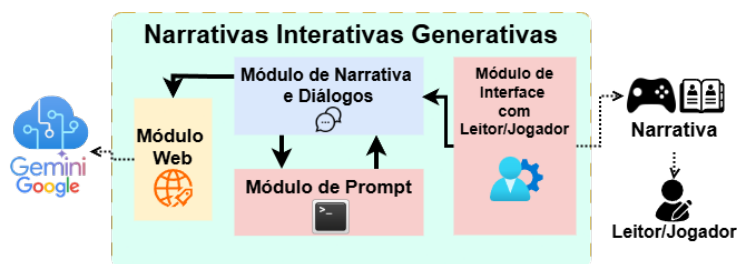 Narrativas Interativas Generativas
Módulo de Narrativa
e Diálogos
Módulo de
Interface
com
Leitor/Jogador
Módulo
Web
Gemini
Google
Módulo de Prompt
>_
Narrativa
Leitor/Jogador